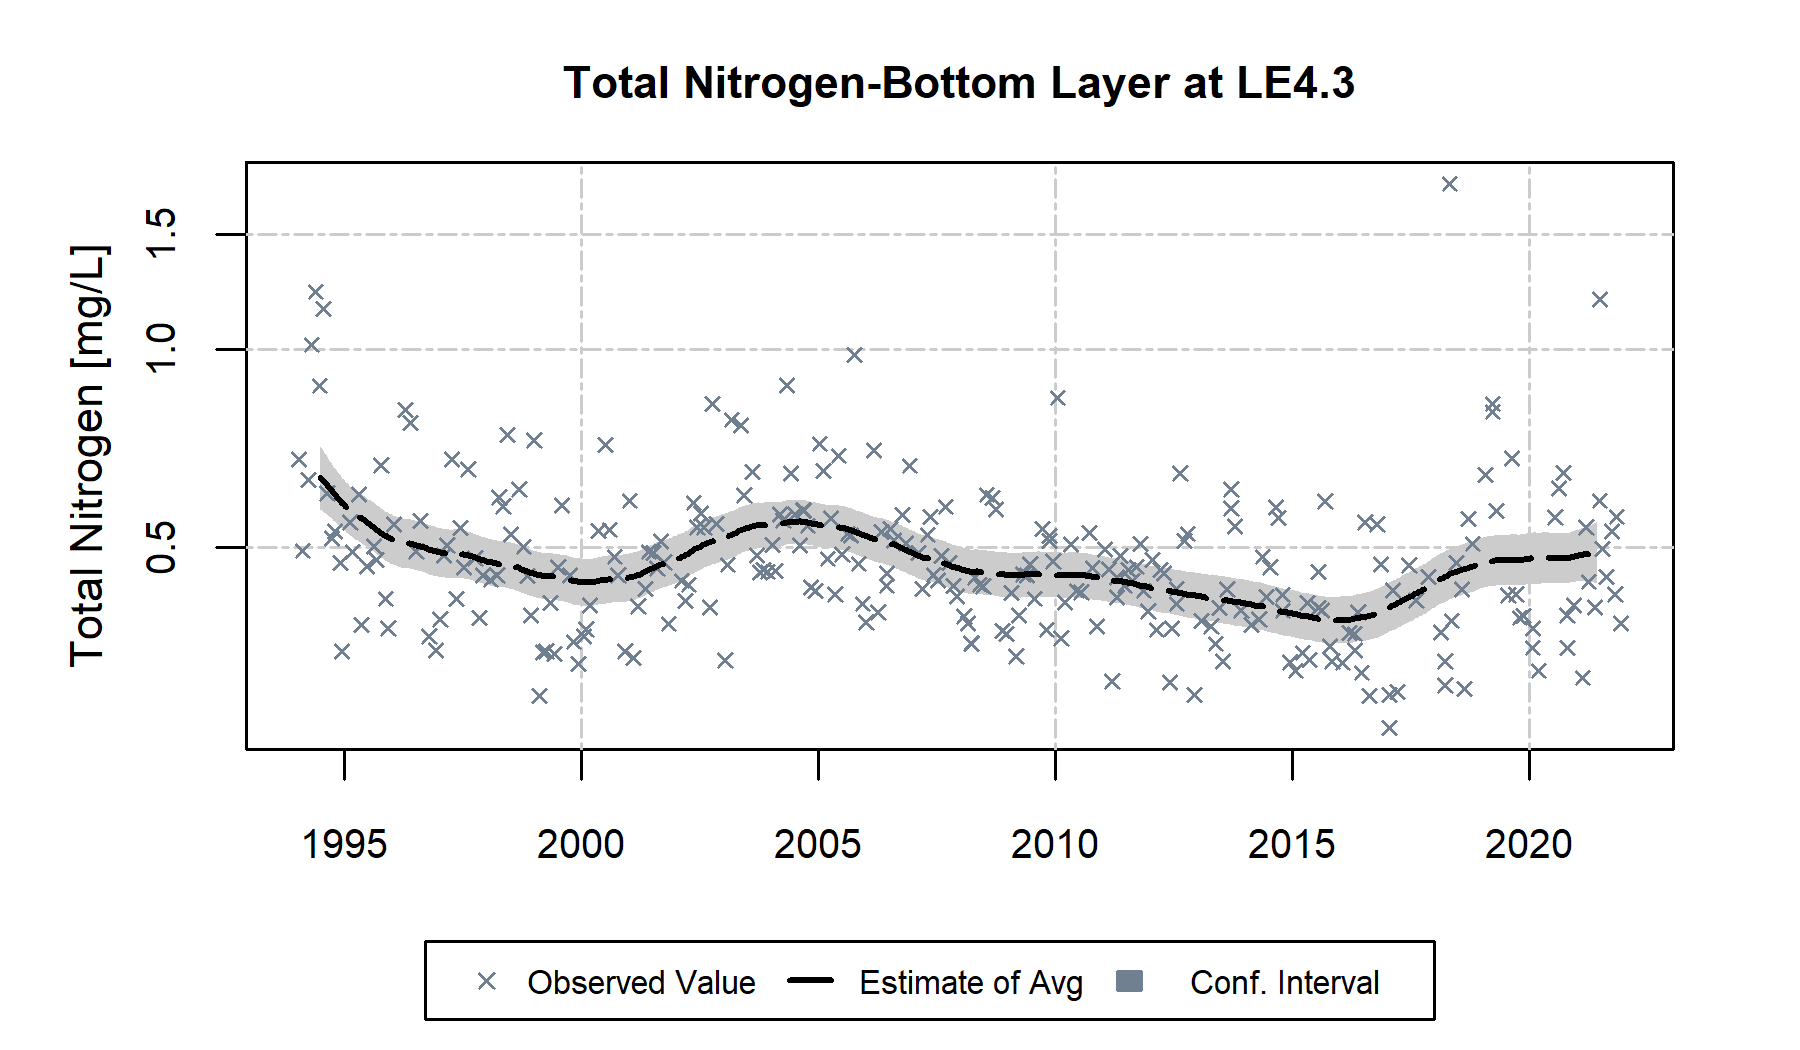 Total Nitrogen-Bottom Layer at LE4.3
Total Nitrogen [mg/L]
1.5
1.0
0.5
1995 2000 2005 2010 2015 2020
Observed Value Estimate of Avg Conf. Interval